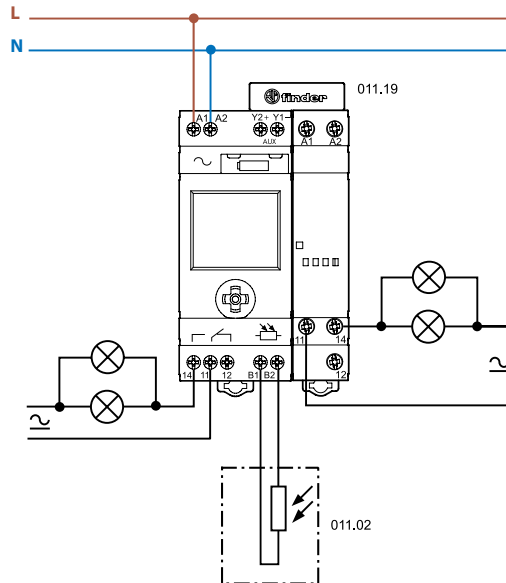 L
N
finder
011.19
A1 A2 Y2+ Y1-
AUX
A1 A2
11 14
12
14 11 12 B1 B2
011.02